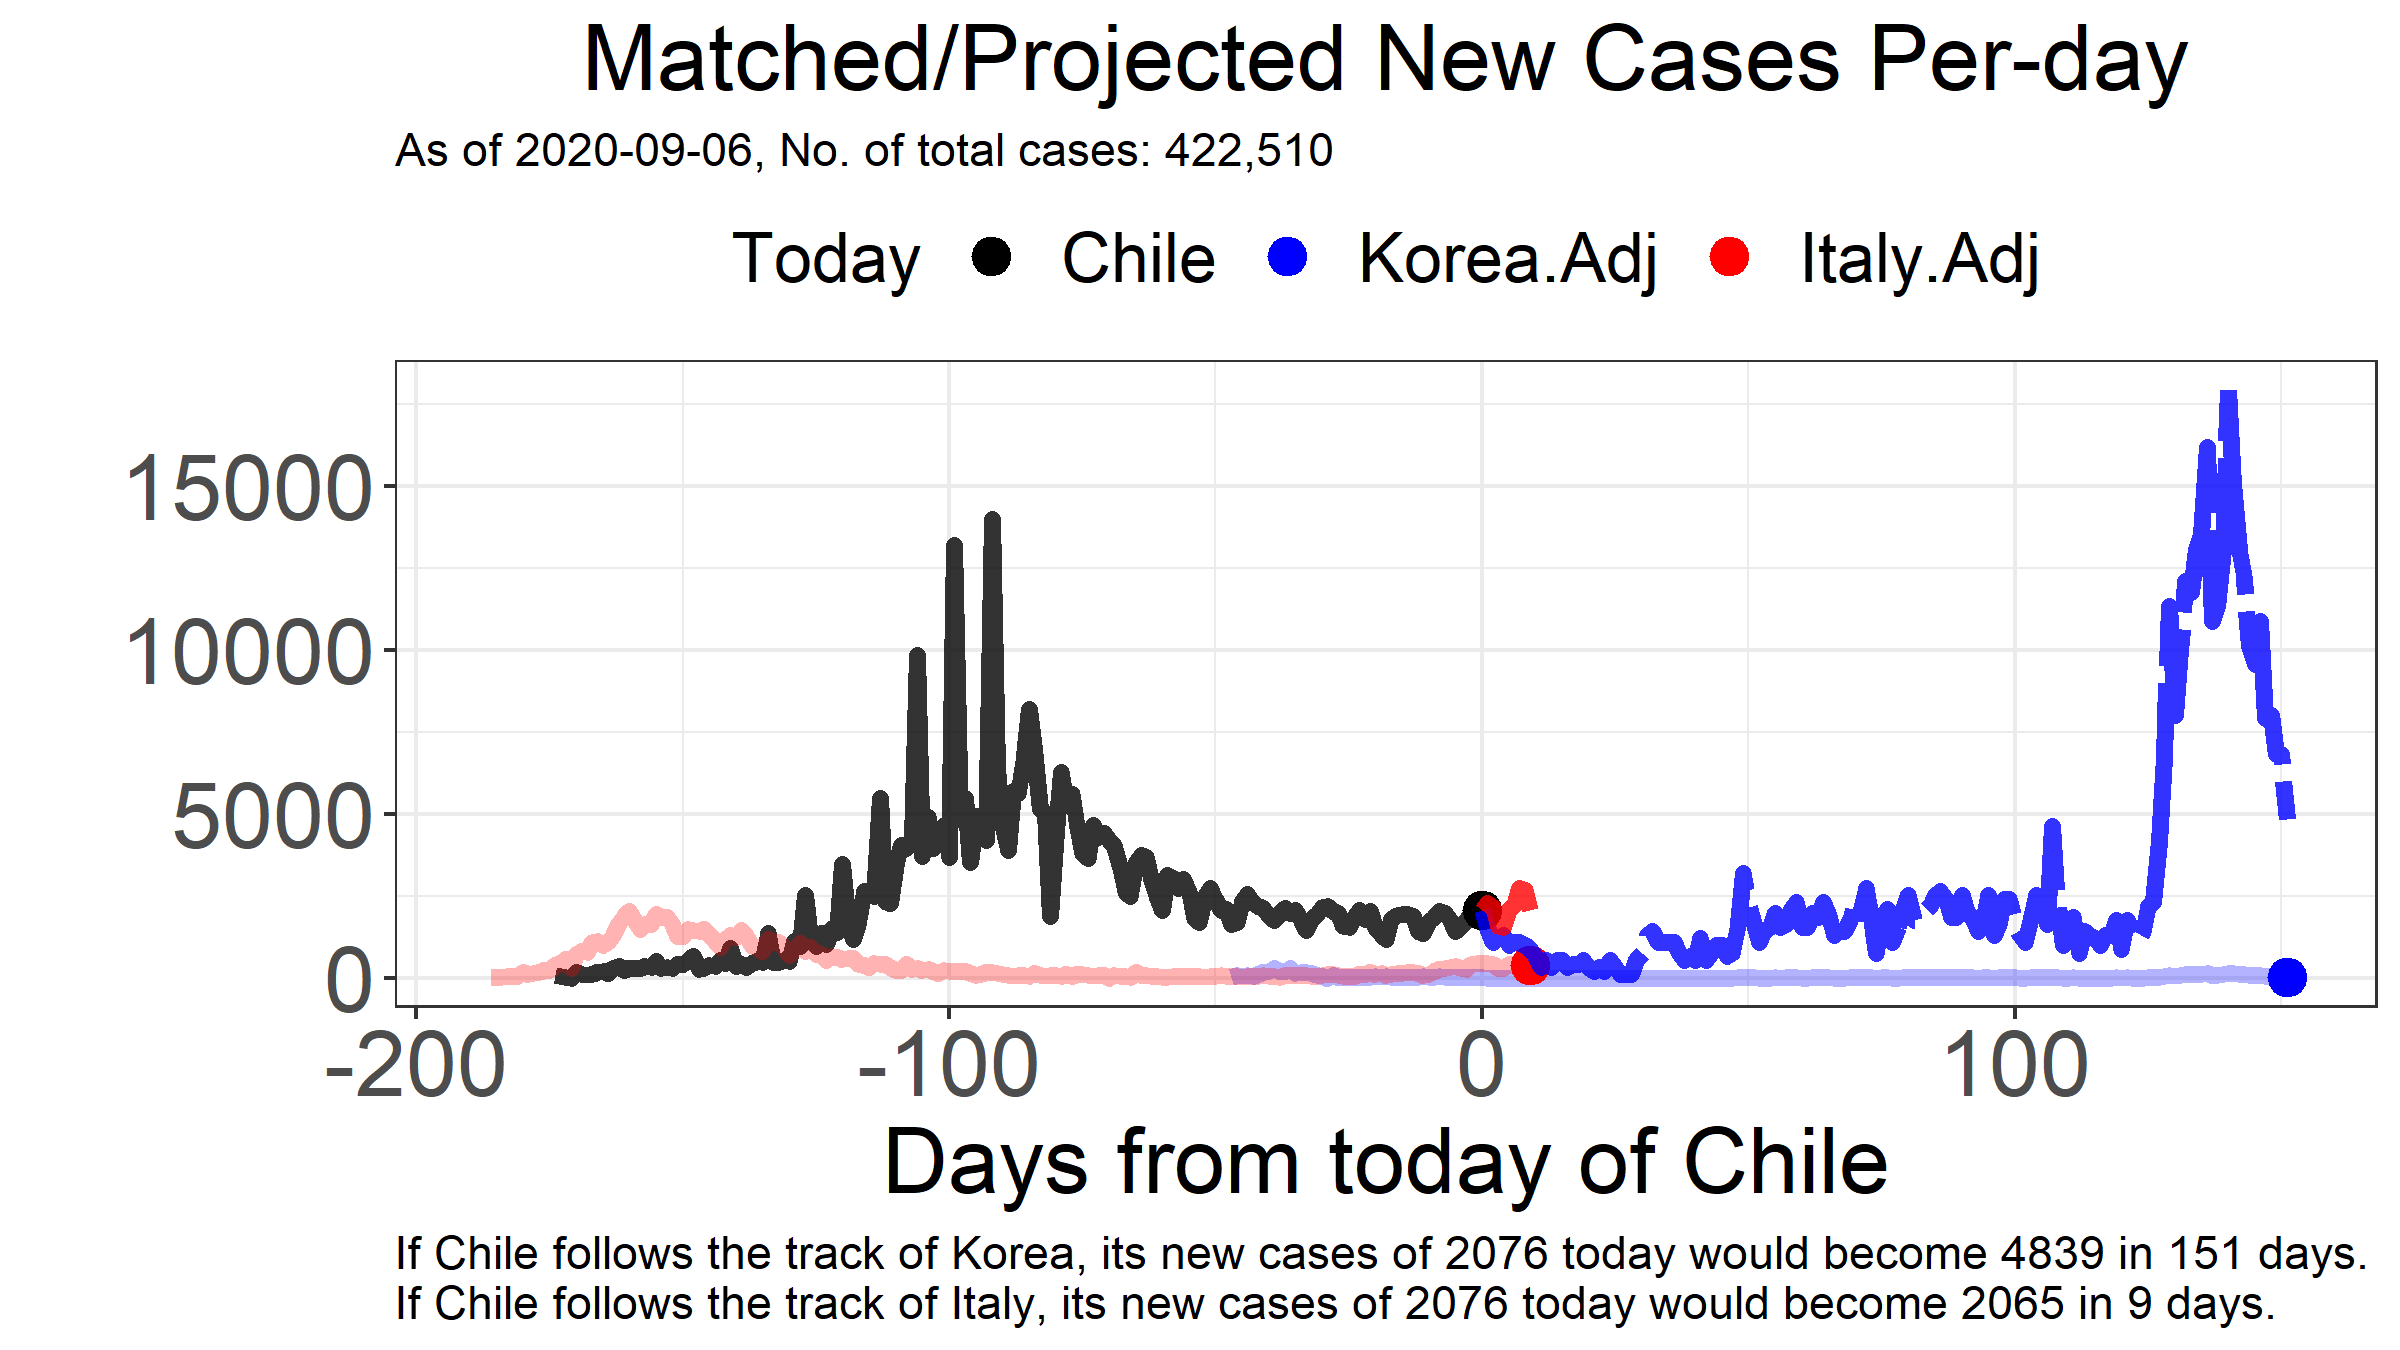 Matched/Projected New Cases Per-day
As of 2020-09-06, No. of total cases: 422,510
Today Chile Korea.Adj Italy.Adj
15000
10000
5000
0
-200 -100 0 100
Days from today of Chile
If Chile follows the track of Korea, its new cases of 2076 today would become 4839 in 151 days.
If Chile follows the track of Italy, its new cases of 2076 today would become 2065 in 9 days.